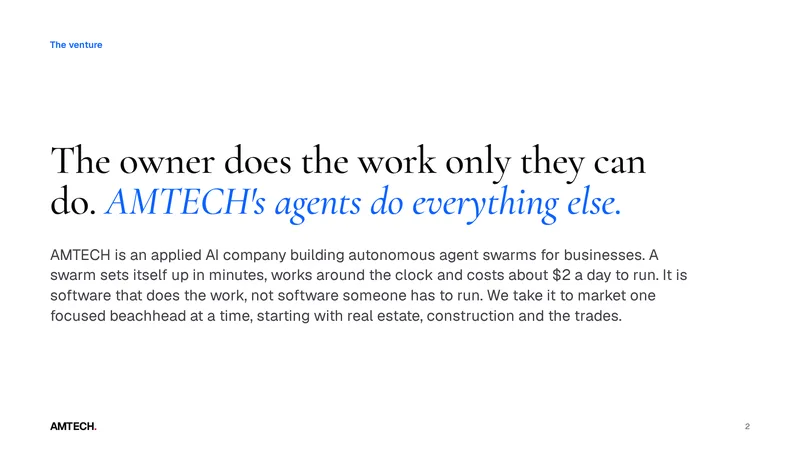 The venture
The owner does the work only they can
do. AMTECH's agents do everything else.
AMTECH is an applied AI company building autonomous agent swarms for businesses. A
swarm sets itself up in minutes, works around the clock and costs about $2 a day to run. It is
software that does the work, not software someone has to run. We take it to market one
focused beachhead at a time, starting with real estate, construction and the trades.
AMTECH.
2